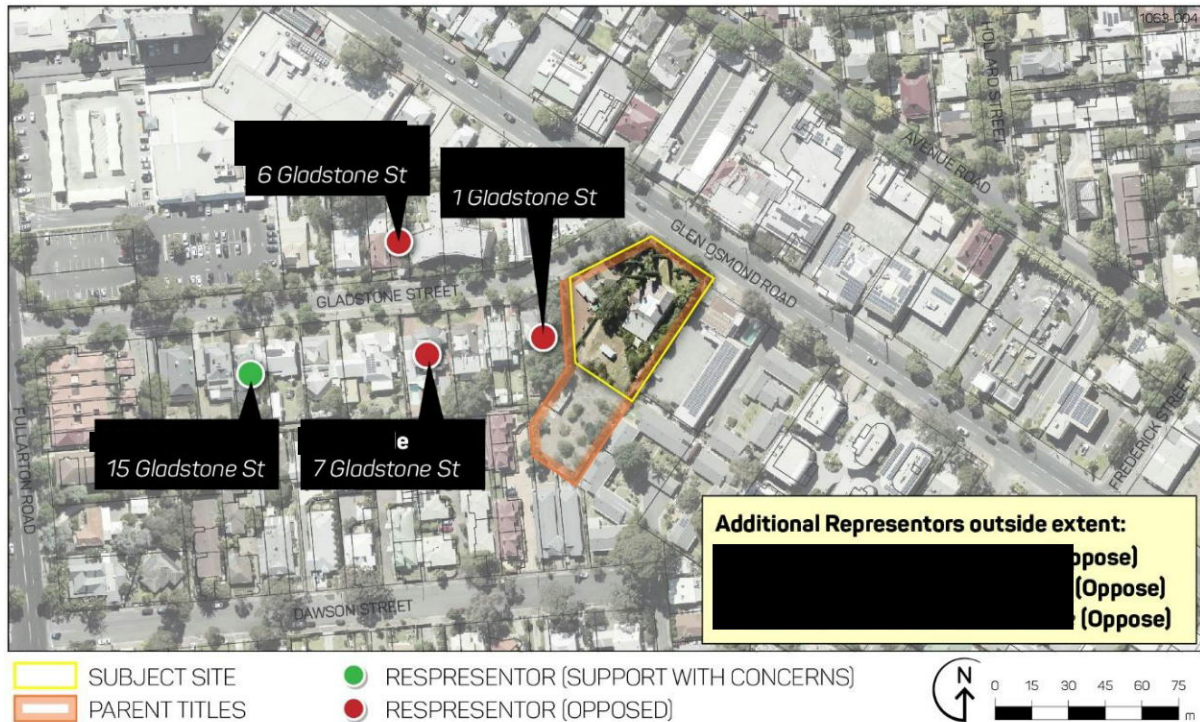 1063-004
HOLLARD STREET
AVENUE ROAD
6 Gladstone St
1 Gladstone St
GLEN OSMOND ROAD
GLADSTONE STREET
FULLARTON ROAD
e
15 Gladstone St
7 Gladstone St
FREDERICK STREET
DAWSON STREET
Additional Representors outside extent:
ppose)
(Oppose)
(Oppose)
SUBJECT SITE
PARENT TITLES
RESPRESENTOR (SUPPORT WITH CONCERNS)
RESPRESENTOR (OPPOSED)
N
0 15 30 45 60 75
m